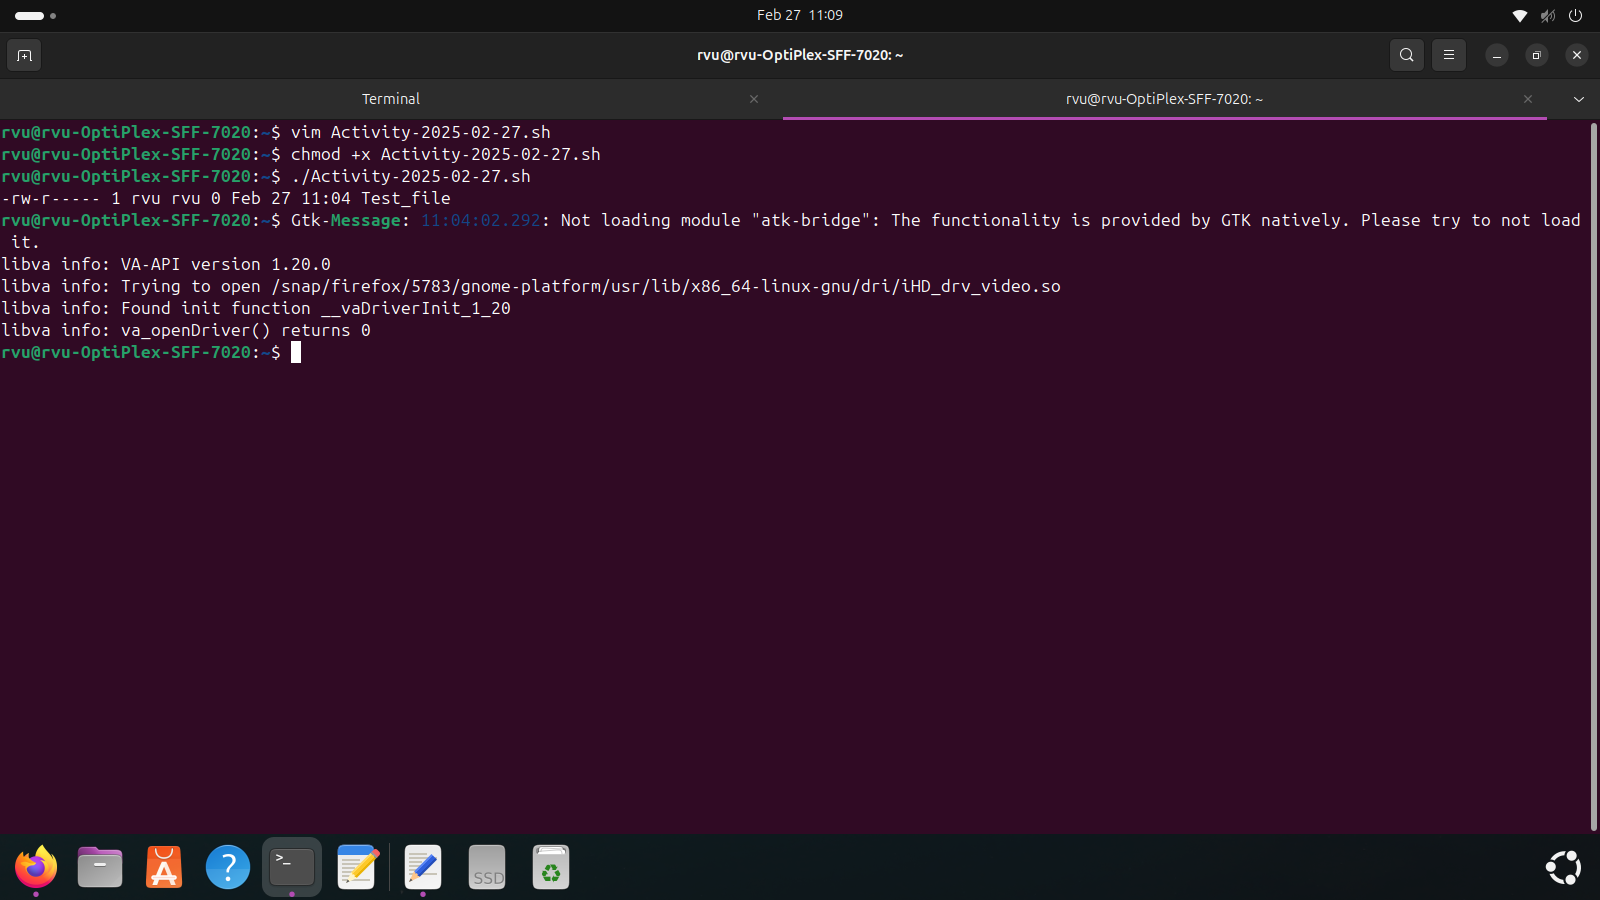 Feb 27 11:09
rvu@rvu-OptiPlex-SFF-7020: ~
Terminal
rvu@rvu-OptiPlex-SFF-7020: ~
rvu@rvu-OptiPlex-SFF-7020:~$ vim Activity-2025-02-27.sh
rvu@rvu-OptiPlex-SFF-7020:~$ chmod +x Activity-2025-02-27.sh
rvu@rvu-OptiPlex-SFF-7020:~$ ./Activity-2025-02-27.sh
-rw-r----- 1 rvu rvu 0 Feb 27 11:04 Test_file
rvu@rvu-OptiPlex-SFF-7020:~$ Gtk-Message: 11:04:02.292: Not loading module "atk-bridge": The functionality is provided by GTK natively. Please try to not load
 it.
libva info: VA-API version 1.20.0
libva info: Trying to open /snap/firefox/5783/gnome-platform/usr/lib/x86_64-linux-gnu/dri/iHD_drv_video.so
libva info: Found init function __vaDriverInit_1_20
libva info: va_openDriver() returns 0
rvu@rvu-OptiPlex-SFF-7020:~$
SSD